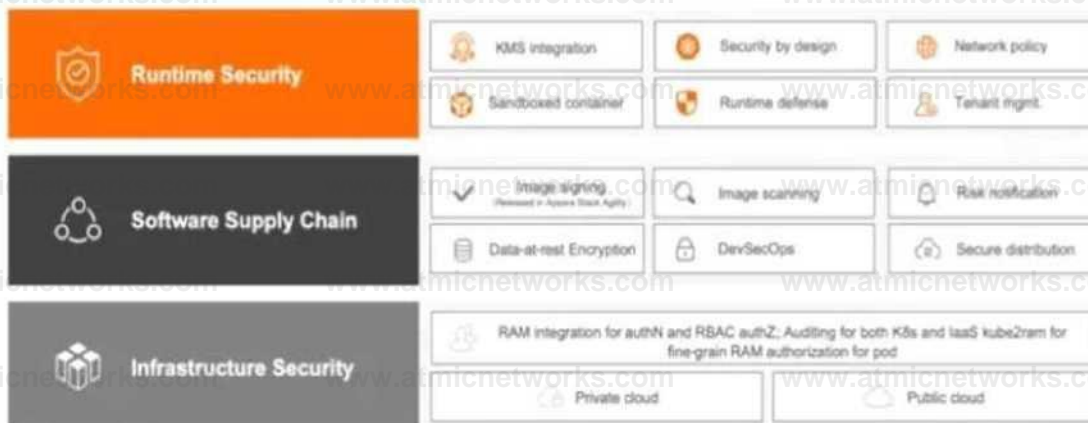 Runtime Security
KMS integration
Security by design
Network policy
Sandboxed container
Runtime defense
Tenant mgmt.
Software Supply Chain
Image signing
Image scanning
Risk notification
Data-at-rest Encryption
DevSecOps
Secure distribution
Infrastructure Security
RAM integration for authN and RBAC authZ; Auditing for both K8s and IaaS kube2ram for
fine-grain RAM authorization for pod
Private cloud
Public cloud
www.atmicnetworks.com